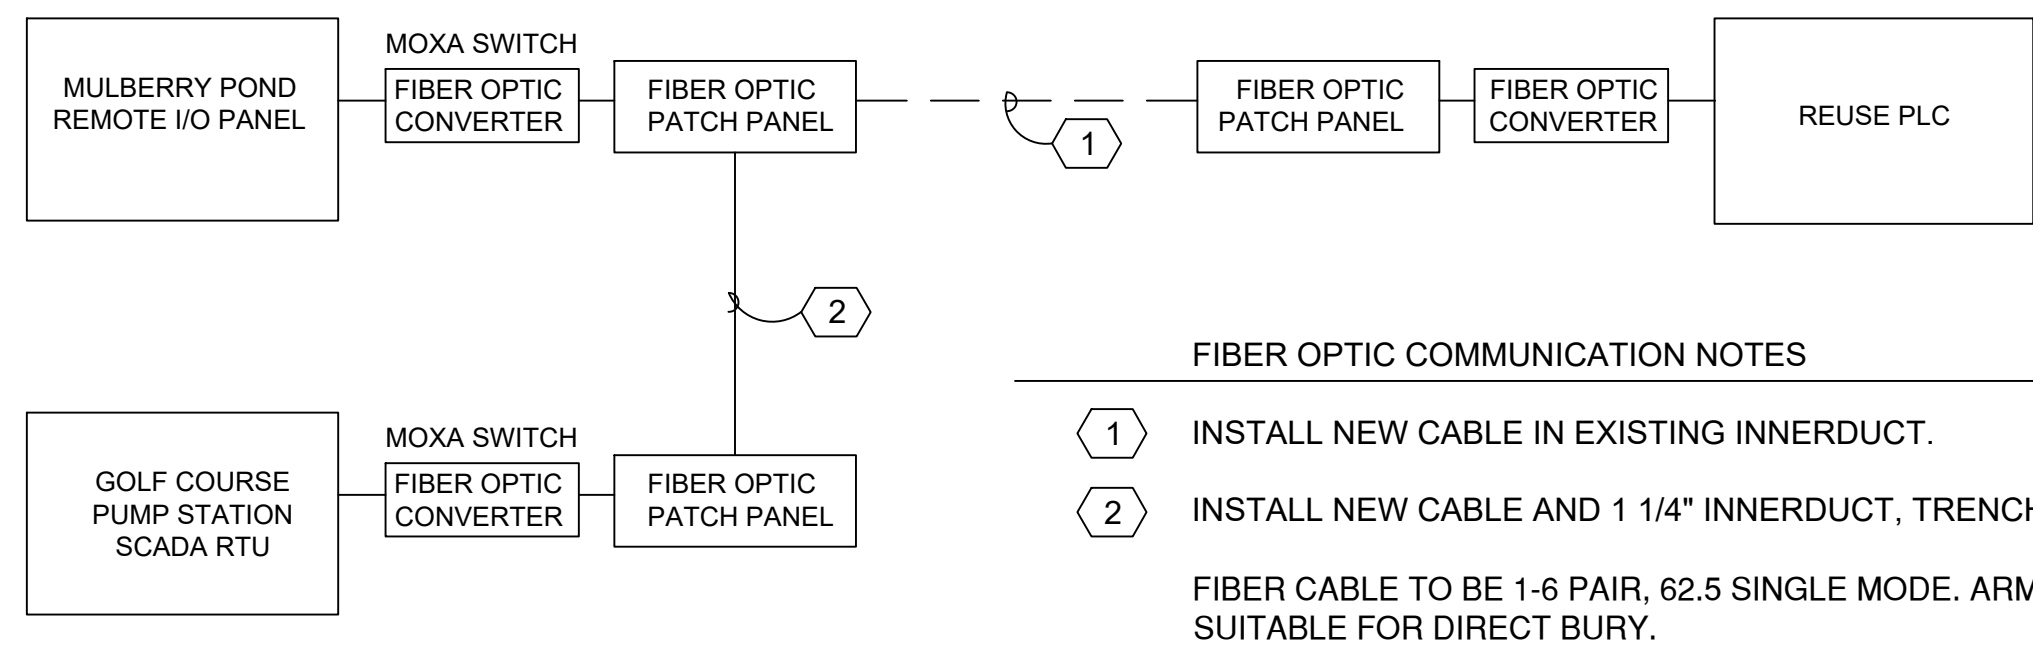 MULBERRY POND
REMOTE I/O PANEL
MOXA SWITCH
FIBER OPTIC
CONVERTER
FIBER OPTIC
PATCH PANEL
1
FIBER OPTIC
PATCH PANEL
FIBER OPTIC
CONVERTER
REUSE PLC
2
GOLF COURSE
PUMP STATION
SCADA RTU
MOXA SWITCH
FIBER OPTIC
CONVERTER
FIBER OPTIC
PATCH PANEL
FIBER OPTIC COMMUNICATION NOTES
1 INSTALL NEW CABLE IN EXISTING INNERDUCT.
2 INSTALL NEW CABLE AND 1 1/4" INNERDUCT,
FIBER CABLE TO BE 1-6 PAIR, 62.5 SINGLE MODE.
SUITABLE FOR DIRECT BURY.